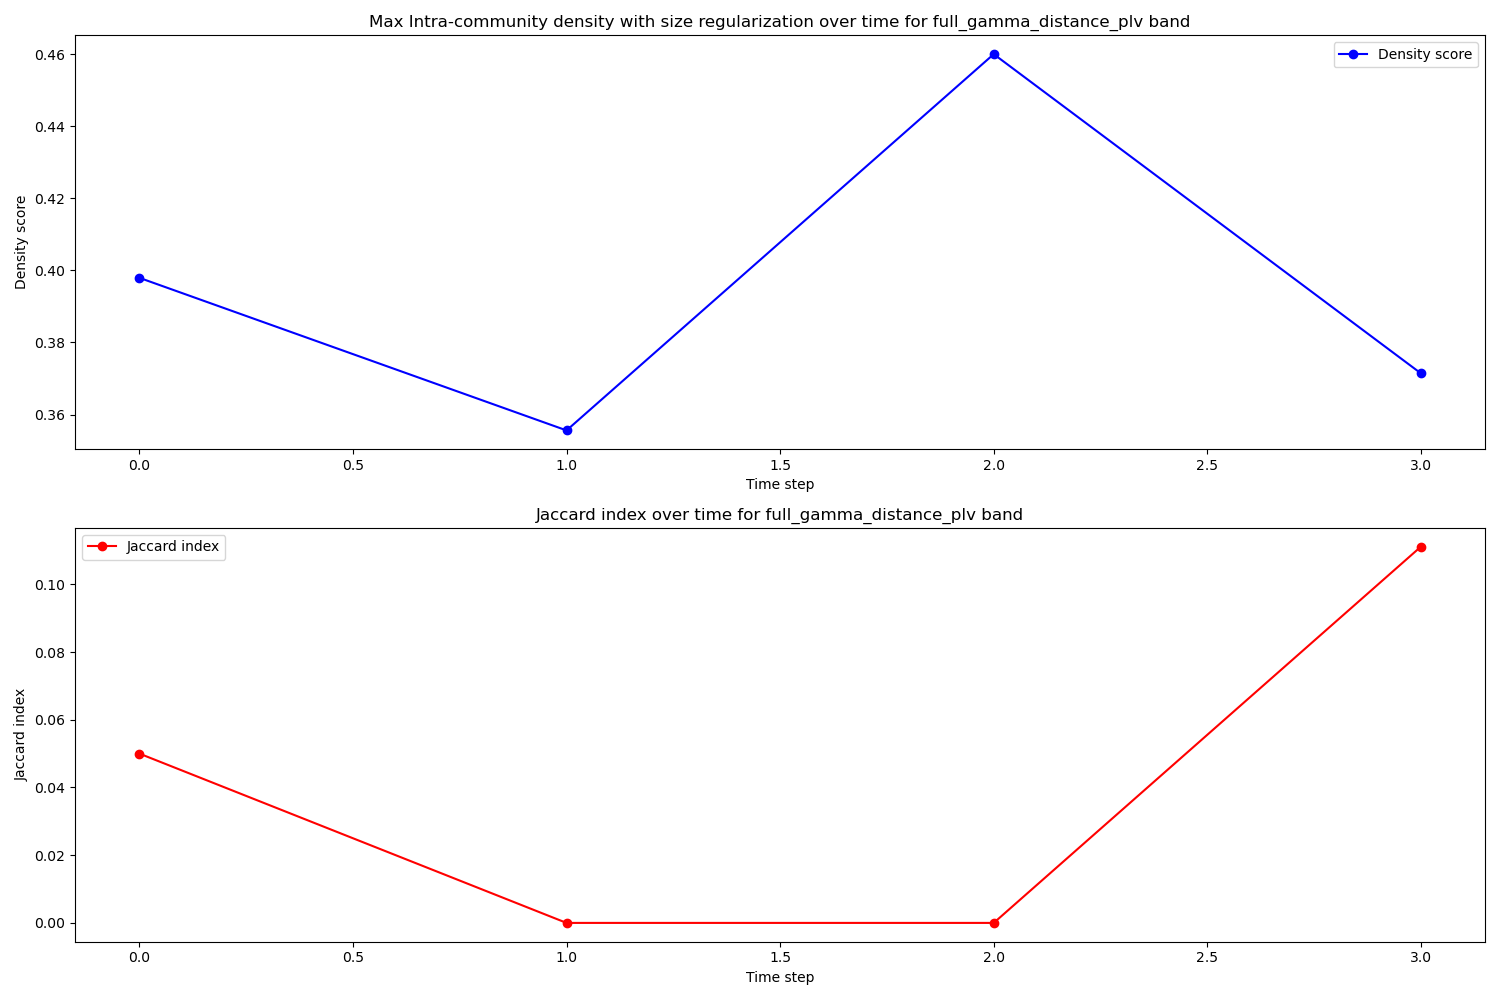 Max Intra-community density with size regularization over time for full_gamma_distance_plv band
Density score
0.46
0.44
0.42
0.40
0.38
0.36
Density score
0.0 0.5 1.0 1.5 2.0 2.5 3.0
Time step
Jaccard index over time for full_gamma_distance_plv band
Jaccard index
0.10
0.08
0.06
0.04
0.02
0.00
Jaccard index
0.0 0.5 1.0 1.5 2.0 2.5 3.0
Time step